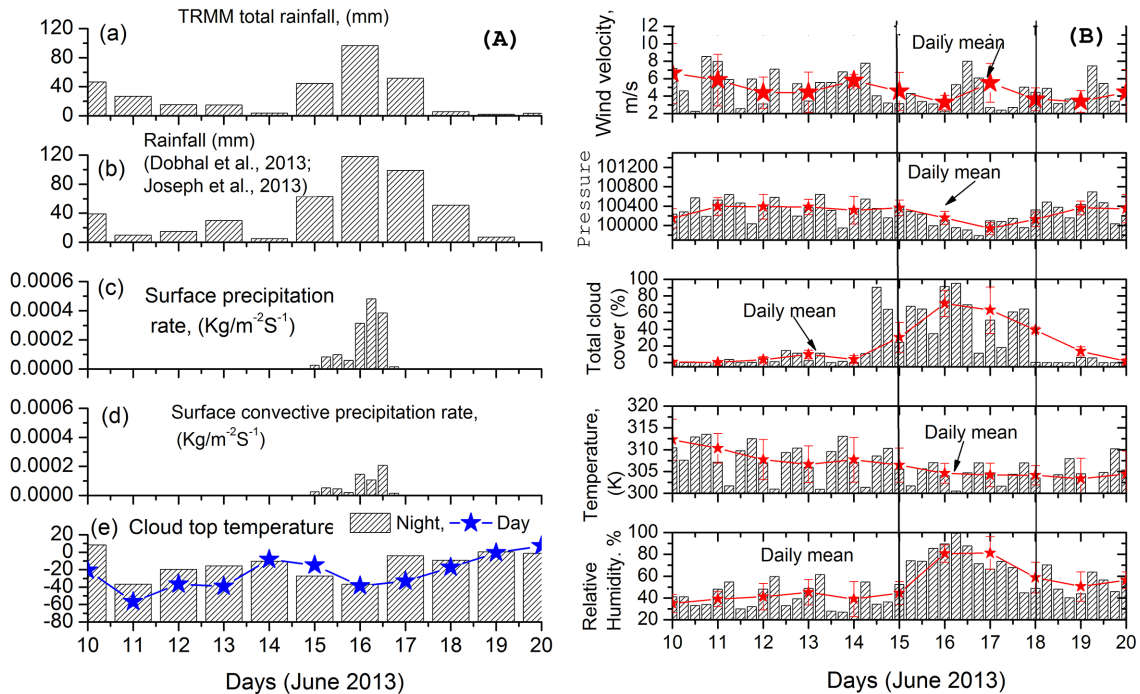 TRMM total rainfall, (mm)
(a)
(A)
120
80
40
0
Rainfall (mm)
(Dobhal et al., 2013;
Joseph et al., 2013)
(b)
120
80
40
0
(c)
Surface precipitation
rate, (Kg/m⁻²S⁻¹)
0.0006
0.0004
0.0002
0.0000
(d)
Surface convective precipitation rate,
(Kg/m⁻²S⁻¹)
0.0006
0.0004
0.0002
0.0000
(e)
Cloud top temperature
Night, Day
20
0
-20
-40
-60
-80
10 11 12 13 14 15 16 17 18 19 20
Days (June 2013)
(B)
Wind velocity,
m/s
12
10
8
6
4
2
Daily mean
Pressure
101200
100800
100400
100000
Daily mean
Total cloud
cover (%)
100
80
60
40
20
0
Daily mean
Temperature,
(K)
320
315
310
305
300
Daily mean
Relative
Humidity. %
100
80
60
40
20
Daily mean
10 11 12 13 14 15 16 17 18 19 20
Days (June 2013)